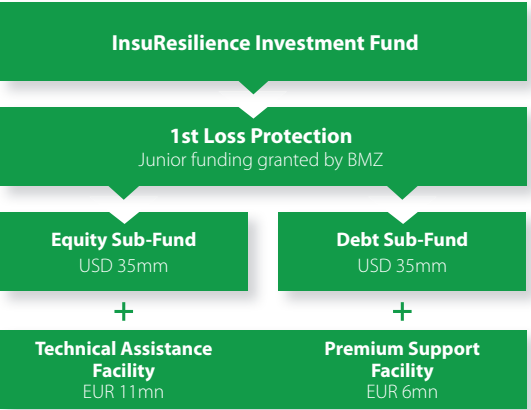 InsuResilience Investment Fund
1st Loss Protection
Junior funding granted by BMZ
Equity Sub-Fund
USD 35mm
Debt Sub-Fund
USD 35mm
+
+
Technical Assistance
Facility
EUR 11mn
Premium Support
Facility
EUR 6mn